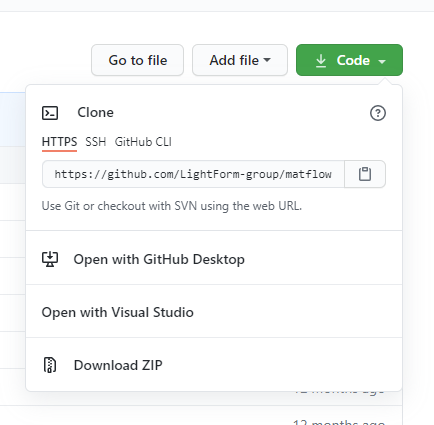 Go to file Add file Code
Clone
HTTPS SSH GitHub CLI
https://github.com/LightForm-group/matflow
Use Git or checkout with SVN using the web URL.
Open with GitHub Desktop
Open with Visual Studio
Download ZIP
12 months ago
12 months ago